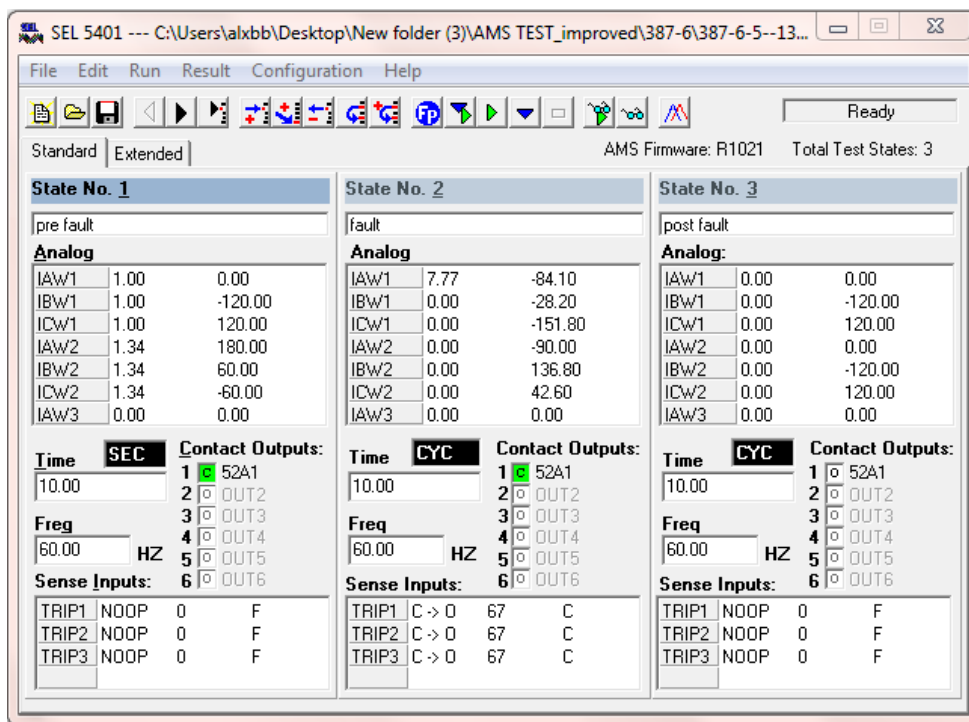 SEL 5401 --- C:\Users\alxbb\Desktop\New folder (3)\AMS TEST_improved\387-6\387-6-5--13...
File Edit Run Result Configuration Help
Ready
Standard Extended AMS Firmware: R1021 Total Test States: 3
State No. 1
pre fault
Analog
IAW1 1.00 0.00
IBW1 1.00 -120.00
ICW1 1.00 120.00
IAW2 1.34 180.00
IBW2 1.34 60.00
ICW2 1.34 -60.00
IAW3 0.00 0.00
Time SEC
10.00
Freq
60.00 HZ
Contact Outputs:
1 C 52A1
2 O OUT2
3 O OUT3
4 O OUT4
5 O OUT5
6 O OUT6
Sense Inputs:
TRIP1 NOOP 0 F
TRIP2 NOOP 0 F
TRIP3 NOOP 0 F
State No. 2
fault
Analog
IAW1 7.77 -84.10
IBW1 0.00 -28.20
ICW1 0.00 -151.80
IAW2 0.00 -90.00
IBW2 0.00 136.80
ICW2 0.00 42.60
IAW3 0.00 0.00
Time CYC
10.00
Freq
60.00 HZ
Contact Outputs:
1 C 52A1
2 O OUT2
3 O OUT3
4 O OUT4
5 O OUT5
6 O OUT6
Sense Inputs:
TRIP1 C -> O 67 C
TRIP2 C -> O 67 C
TRIP3 C -> O 67 C
State No. 3
post fault
Analog:
IAW1 0.00 0.00
IBW1 0.00 -120.00
ICW1 0.00 120.00
IAW2 0.00 0.00
IBW2 0.00 -120.00
ICW2 0.00 120.00
IAW3 0.00 0.00
Time CYC
10.00
Freq
60.00 HZ
Contact Outputs:
1 O 52A1
2 O OUT2
3 O OUT3
4 O OUT4
5 O OUT5
6 O OUT6
Sense Inputs:
TRIP1 NOOP 0 F
TRIP2 NOOP 0 F
TRIP3 NOOP 0 F